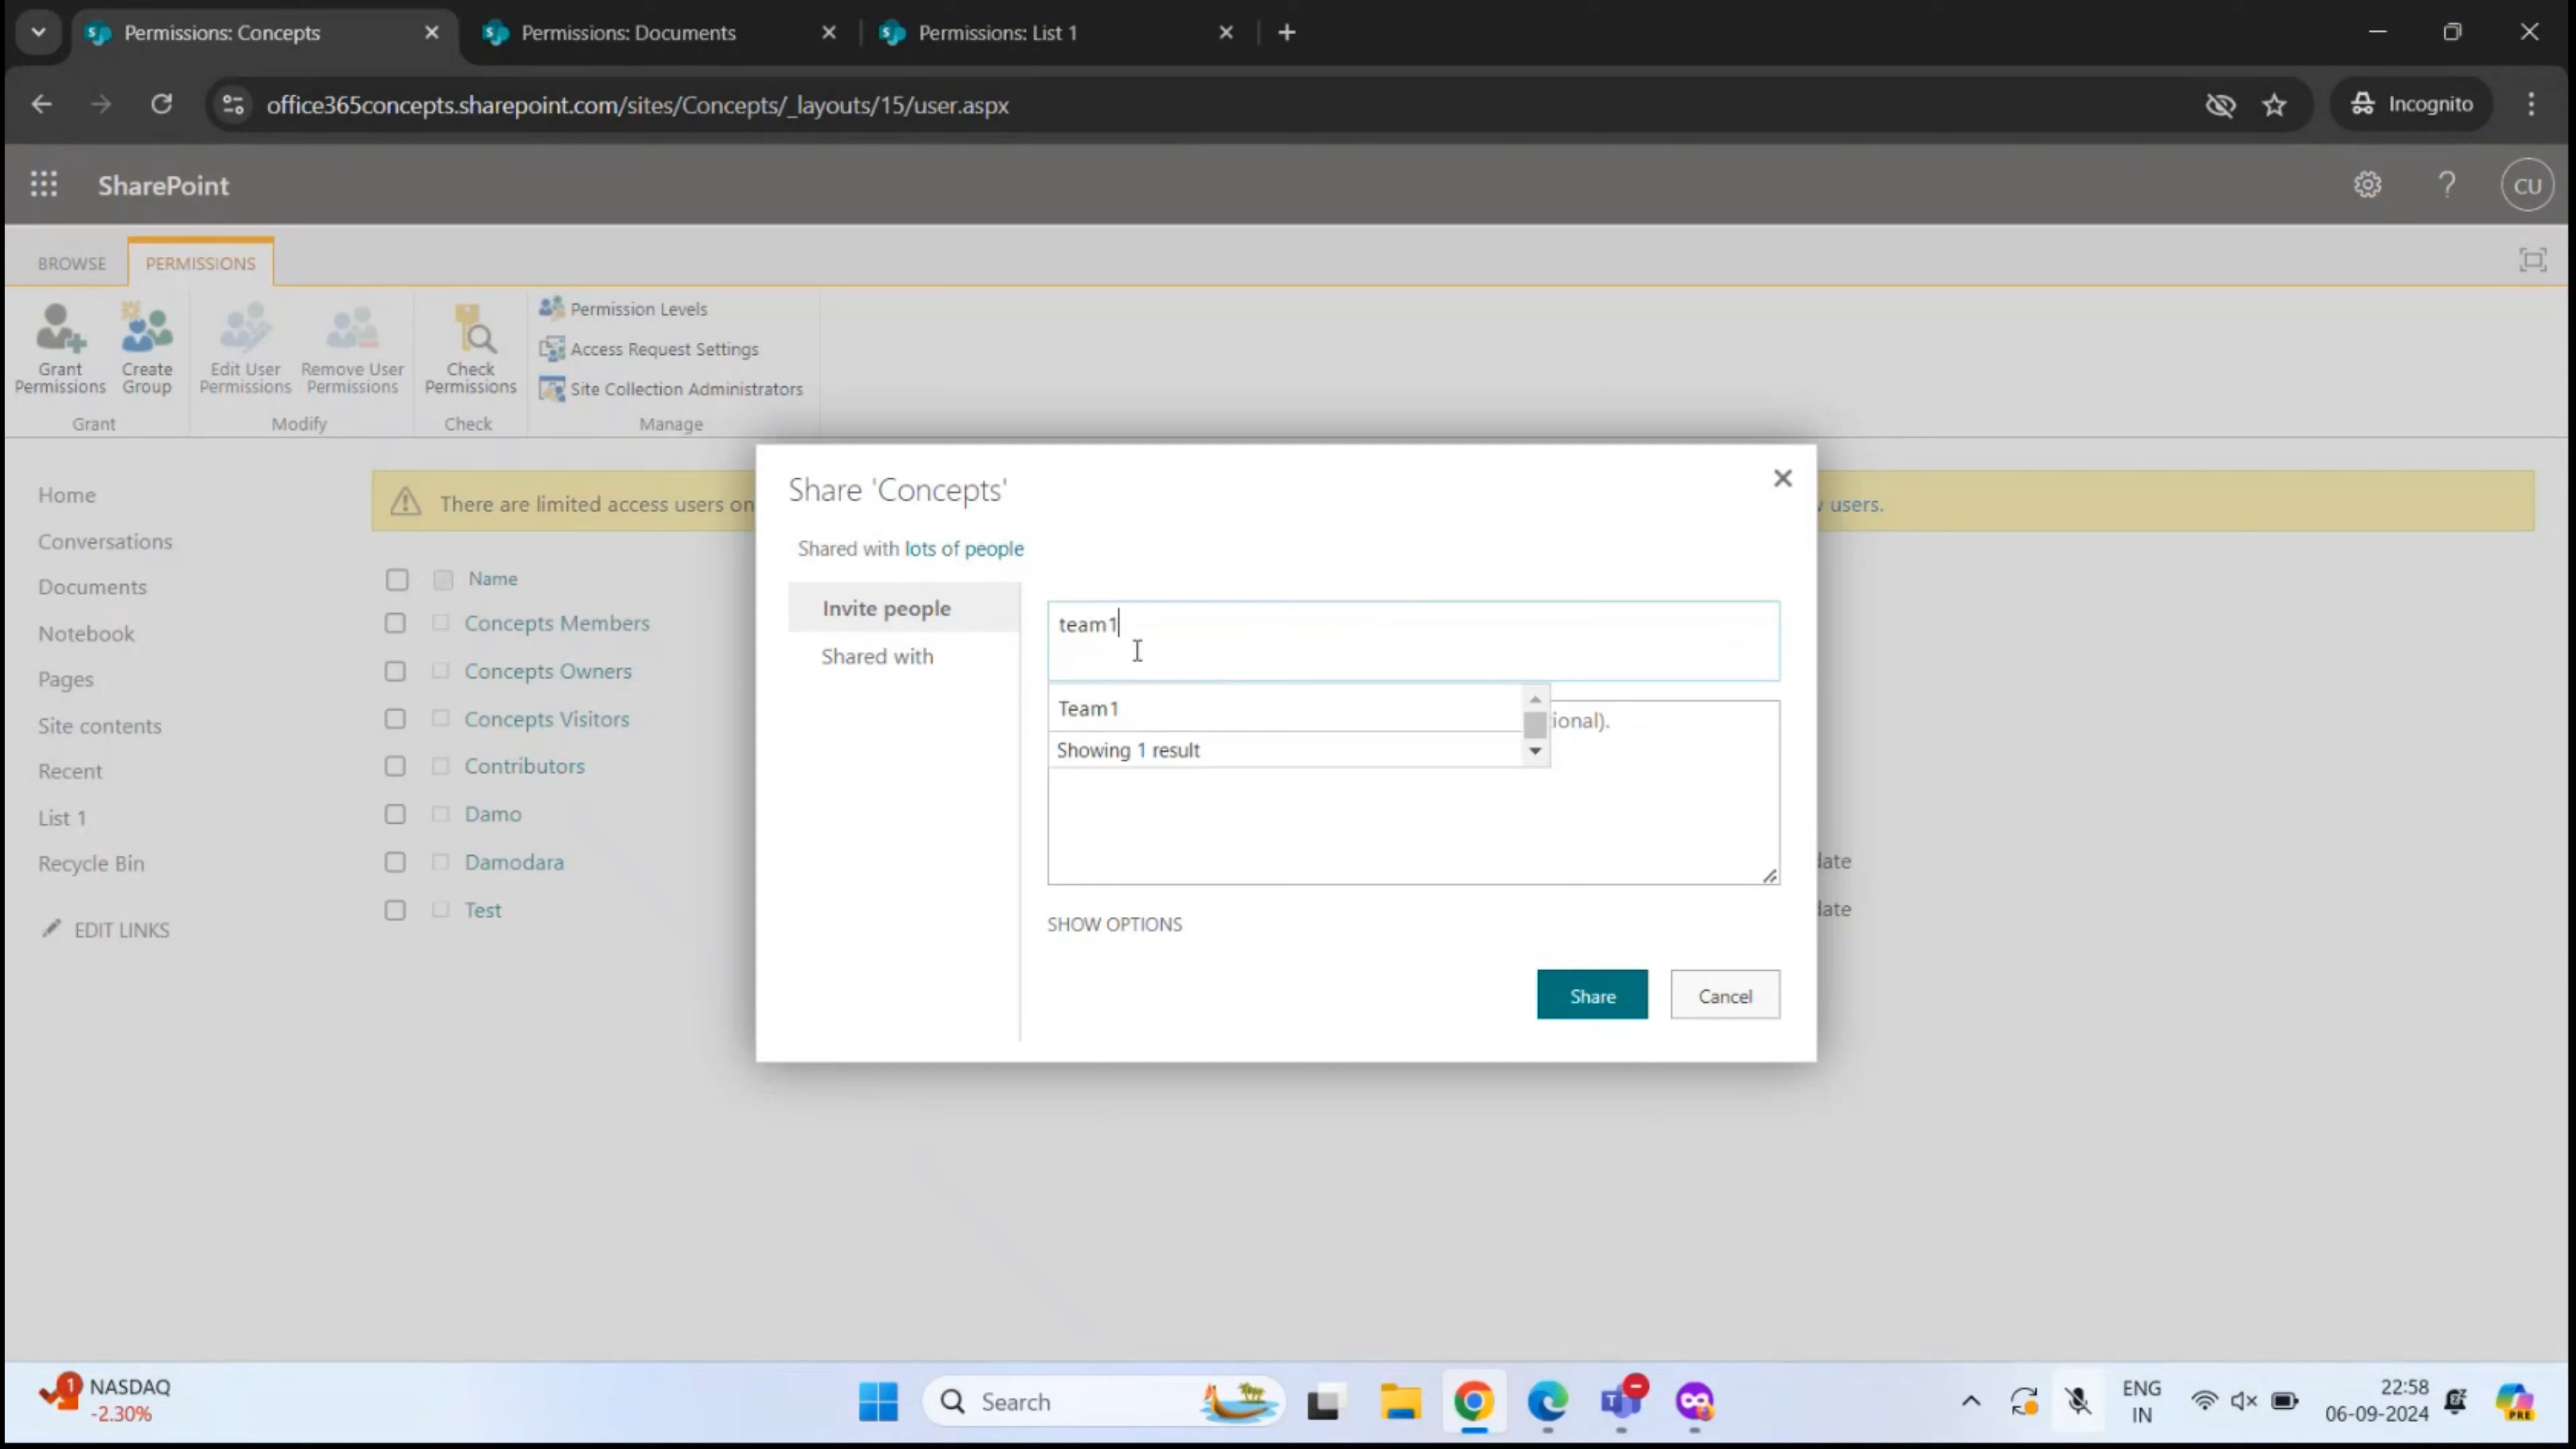 Permissions: Concepts
Permissions: Documents
Permissions: List 1
office365concepts.sharepoint.com/sites/Concepts/_layouts/15/user.aspx
Incognito
SharePoint
CU
BROWSE
PERMISSIONS
Grant Permissions
Create Group
Edit User Permissions
Remove User Permissions
Check Permissions
Permission Levels
Access Request Settings
Site Collection Administrators
Grant
Modify
Check
Manage
Home
Conversations
Documents
Notebook
Pages
Site contents
Recent
List 1
Recycle Bin
EDIT LINKS
There are limited access users on
users.
Name
Concepts Members
Concepts Owners
Concepts Visitors
Contributors
Damo
Damodara
Test
Share 'Concepts'
Shared with lots of people
Invite people
Shared with
team1
Team1
Showing 1 result
SHOW OPTIONS
Share
Cancel
1
NASDAQ
-2.30%
Search
ENG
IN
22:58
06-09-2024
PRE